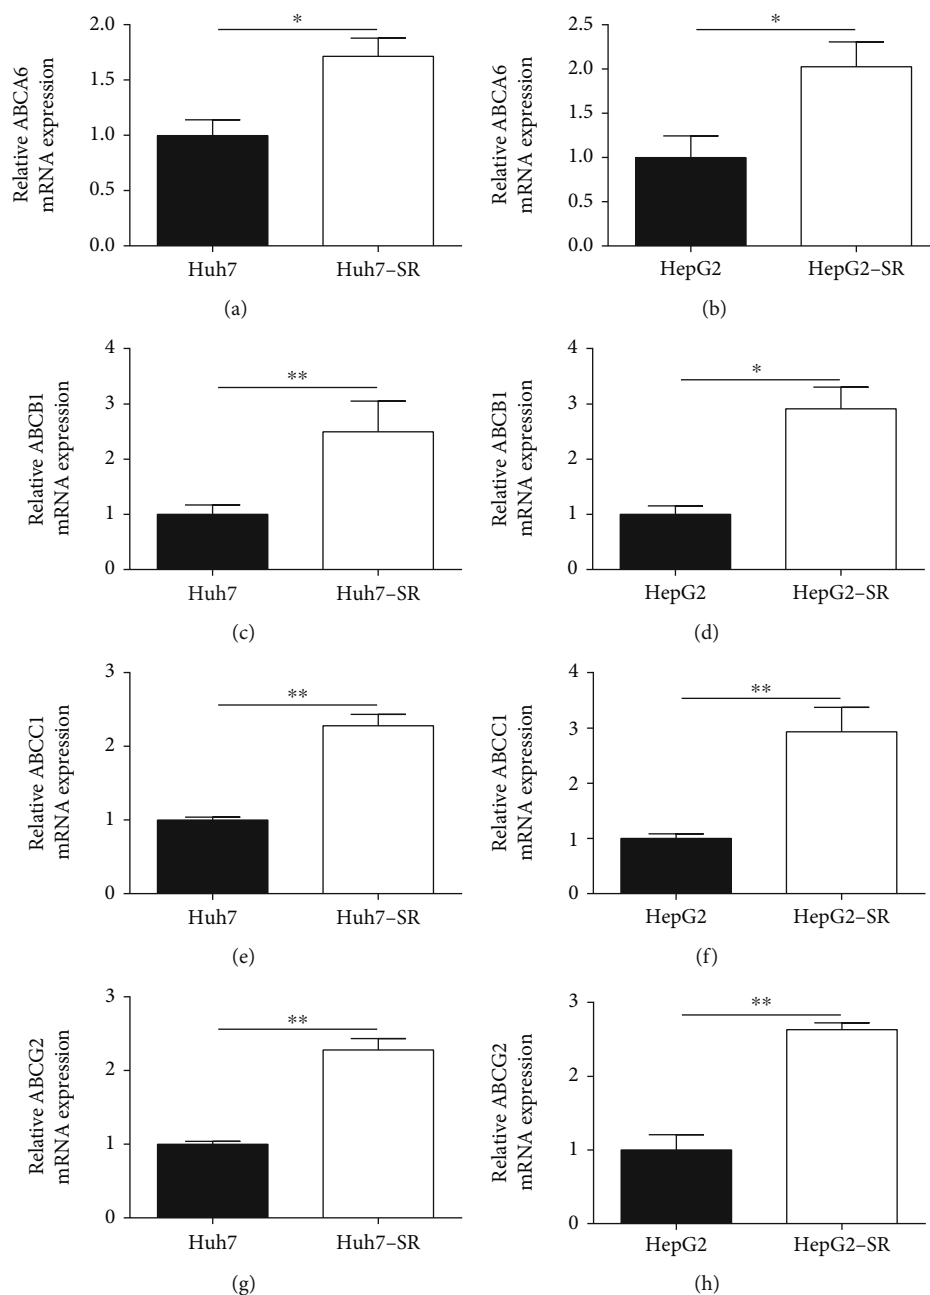 Relative ABCA6
mRNA expression
2.0
1.5
1.0
0.5
0.0
*
Huh7
Huh7–SR
(a)
Relative ABCA6
mRNA expression
2.5
2.0
1.5
1.0
0.5
0.0
*
HepG2
HepG2–SR
(b)
Relative ABCB1
mRNA expression
4
3
2
1
0
**
Huh7
Huh7–SR
(c)
Relative ABCB1
mRNA expression
4
3
2
1
0
*
HepG2
HepG2–SR
(d)
Relative ABCC1
mRNA expression
3
2
1
0
**
Huh7
Huh7–SR
(e)
Relative ABCC1
mRNA expression
4
3
2
1
0
**
HepG2
HepG2–SR
(f)
Relative ABCG2
mRNA expression
3
2
1
0
**
Huh7
Huh7–SR
(g)
Relative ABCG2
mRNA expression
3
2
1
0
**
HepG2
HepG2–SR
(h)